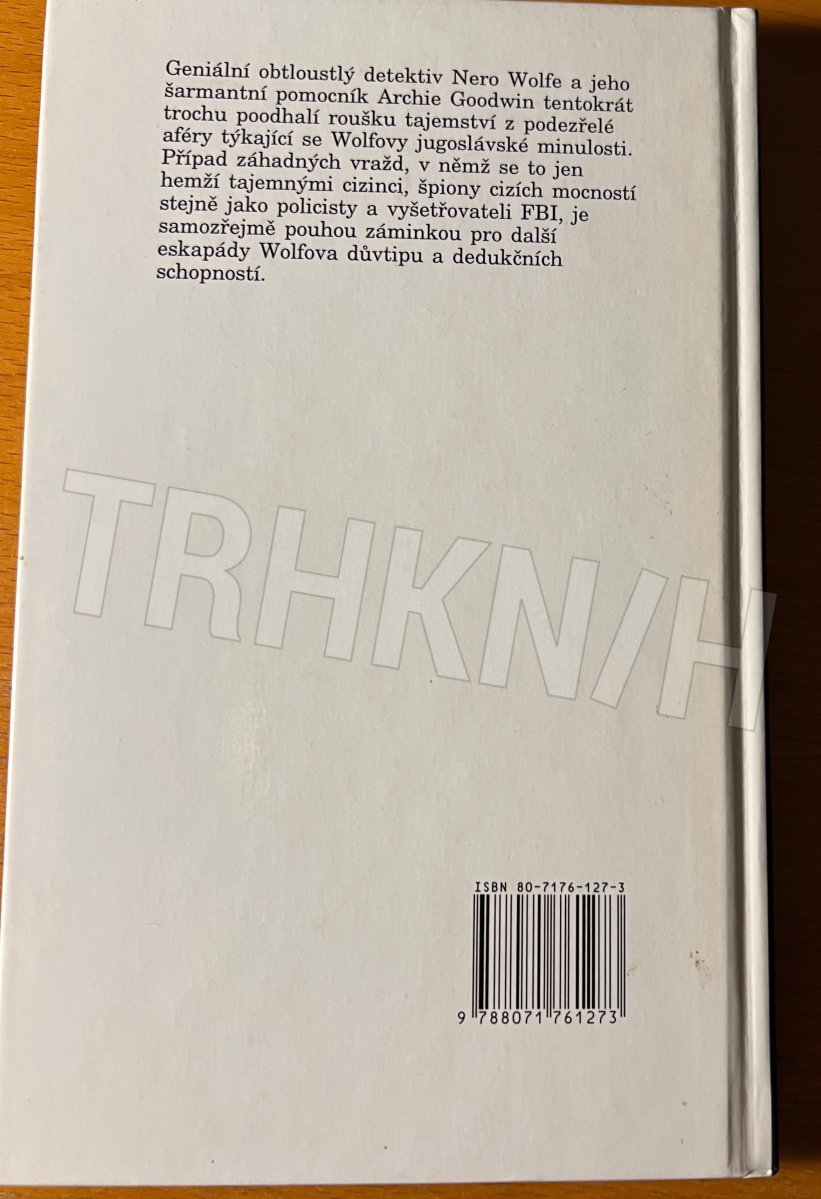 Geniální obtloustlý detektiv Nero Wolfe a jeho
šarmantní pomocník Archie Goodwin tentokrát
trochu poodhalí roušku tajemství z podezřelé
aféry týkající se Wolfovy jugoslávské minulosti.
Případ záhadných vražd, v němž se to jen
hemží tajemnými cizinci, špiony cizích mocností
stejně jako policisty a vyšetřovateli FBI, je
samozřejmě pouhou záminkou pro další
eskapády Wolfova důvtipu a dedukčních
schopností.
TRHKN/H
ISBN 80-7176-127-3
9 788071 761273